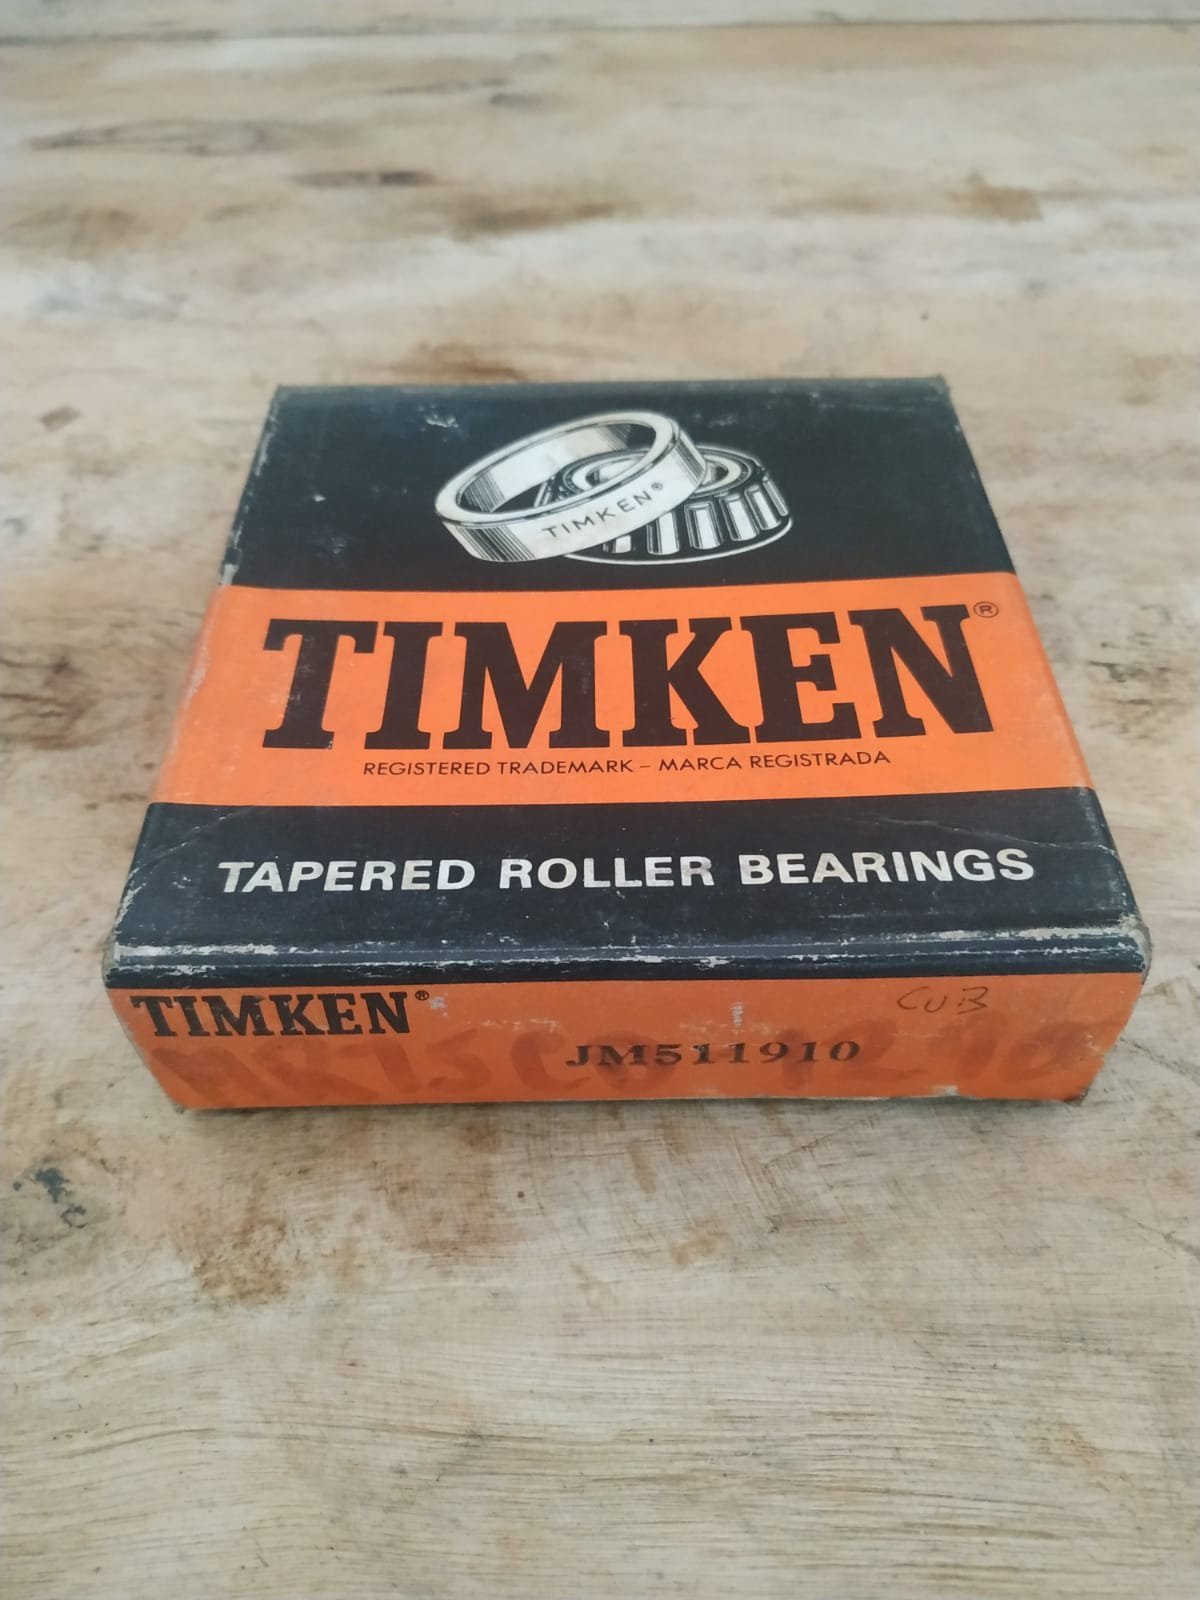 TIMKEN®
TIMKEN®
REGISTERED TRADEMARK – MARCA REGISTRADA
TAPERED ROLLER BEARINGS
TIMKEN®
CUB
JM511910